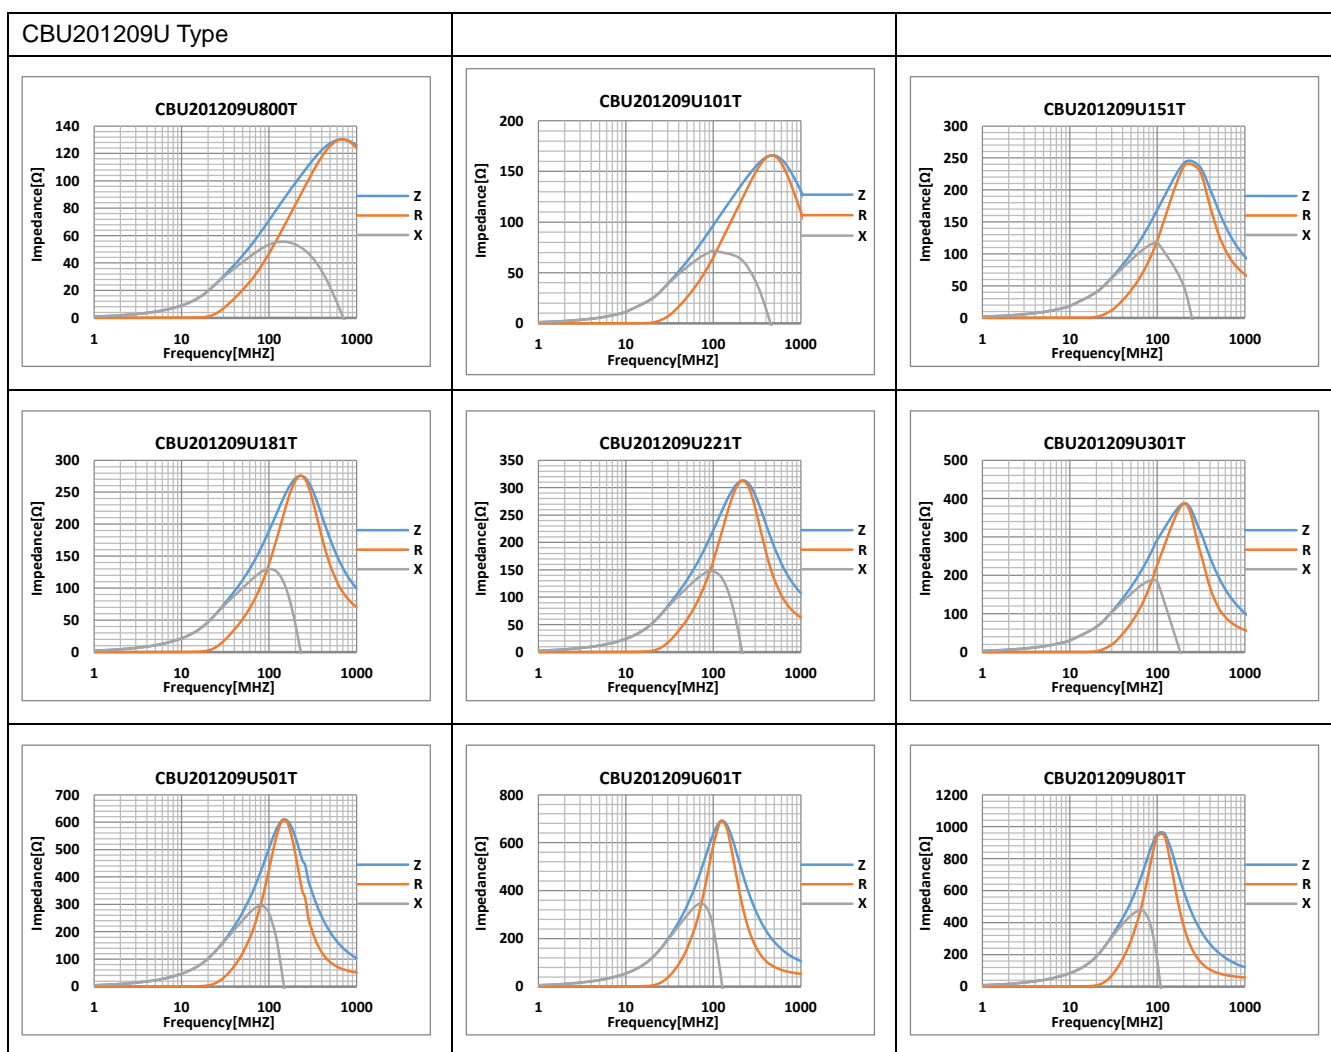 CBU201209U Type
CBU201209U800T
Impedance[Ω]
140
120
100
80
60
40
20
0
1 10 100 1000
Frequency[MHZ]
Z
R
X
CBU201209U101T
Impedance[Ω]
200
150
100
50
0
1 10 100 1000
Frequency[MHZ]
Z
R
X
CBU201209U151T
Impedance[Ω]
300
250
200
150
100
50
0
1 10 100 1000
Frequency[MHZ]
Z
R
X
CBU201209U181T
Impedance[Ω]
300
250
200
150
100
50
0
1 10 100 1000
Frequency[MHZ]
Z
R
X
CBU201209U221T
Impedance[Ω]
350
300
250
200
150
100
50
0
1 10 100 1000
Frequency[MHZ]
Z
R
X
CBU201209U301T
Impedance[Ω]
500
400
300
200
100
0
1 10 100 1000
Frequency[MHZ]
Z
R
X
CBU201209U501T
Impedance[Ω]
700
600
500
400
300
200
100
0
1 10 100 1000
Frequency[MHZ]
Z
R
X
CBU201209U601T
Impedance[Ω]
800
600
400
200
0
1 10 100 1000
Frequency[MHZ]
Z
R
X
CBU201209U801T
Impedance[Ω]
1200
1000
800
600
400
200
0
1 10 100 1000
Frequency[MHZ]
Z
R
X